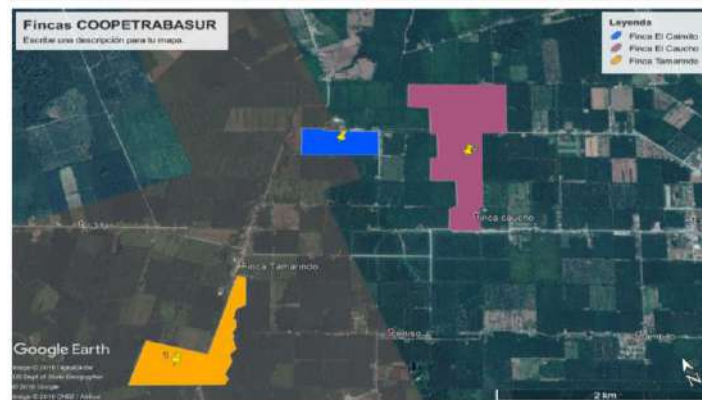 Fincas COOPETRABASUR
Escribe una descripción para tu mapa.
Leyenda
Finca El Cainito
Finca El Caucho
Finca Tamarindo
Finca caucho
Finca Tamarindo
Google Earth
2 km
N